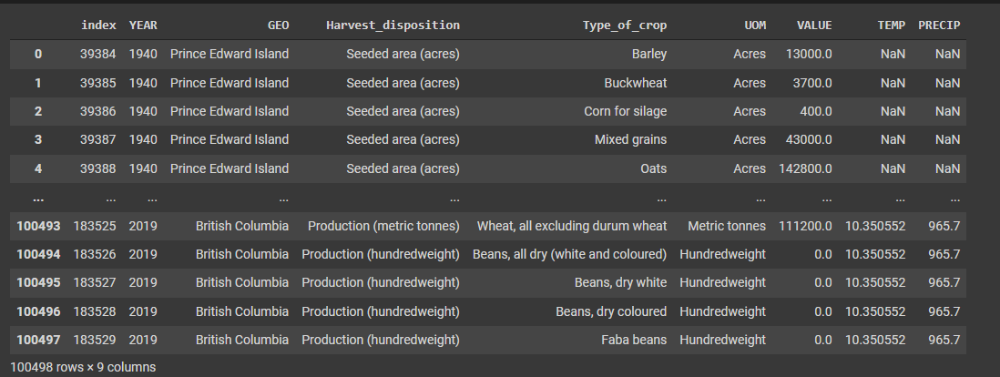 index YEAR GEO Harvest_disposition Type_of_crop UOM VALUE TEMP PRECIP
0 39384 1940 Prince Edward Island Seeded area (acres) Barley Acres 13000.0 NaN NaN
1 39385 1940 Prince Edward Island Seeded area (acres) Buckwheat Acres 3700.0 NaN NaN
2 39386 1940 Prince Edward Island Seeded area (acres) Corn for silage Acres 400.0 NaN NaN
3 39387 1940 Prince Edward Island Seeded area (acres) Mixed grains Acres 43000.0 NaN NaN
4 39388 1940 Prince Edward Island Seeded area (acres) Oats Acres 142800.0 NaN NaN
... ... ... ... ... ... ... ... ... ...
100493 183525 2019 British Columbia Production (metric tonnes) Wheat, all excluding durum wheat Metric tonnes 111200.0 10.350552 965.7
100494 183526 2019 British Columbia Production (hundredweight) Beans, all dry (white and coloured) Hundredweight 0.0 10.350552 965.7
100495 183527 2019 British Columbia Production (hundredweight) Beans, dry white Hundredweight 0.0 10.350552 965.7
100496 183528 2019 British Columbia Production (hundredweight) Beans, dry coloured Hundredweight 0.0 10.350552 965.7
100497 183529 2019 British Columbia Production (hundredweight) Faba beans Hundredweight 0.0 10.350552 965.7
100498 rows × 9 columns